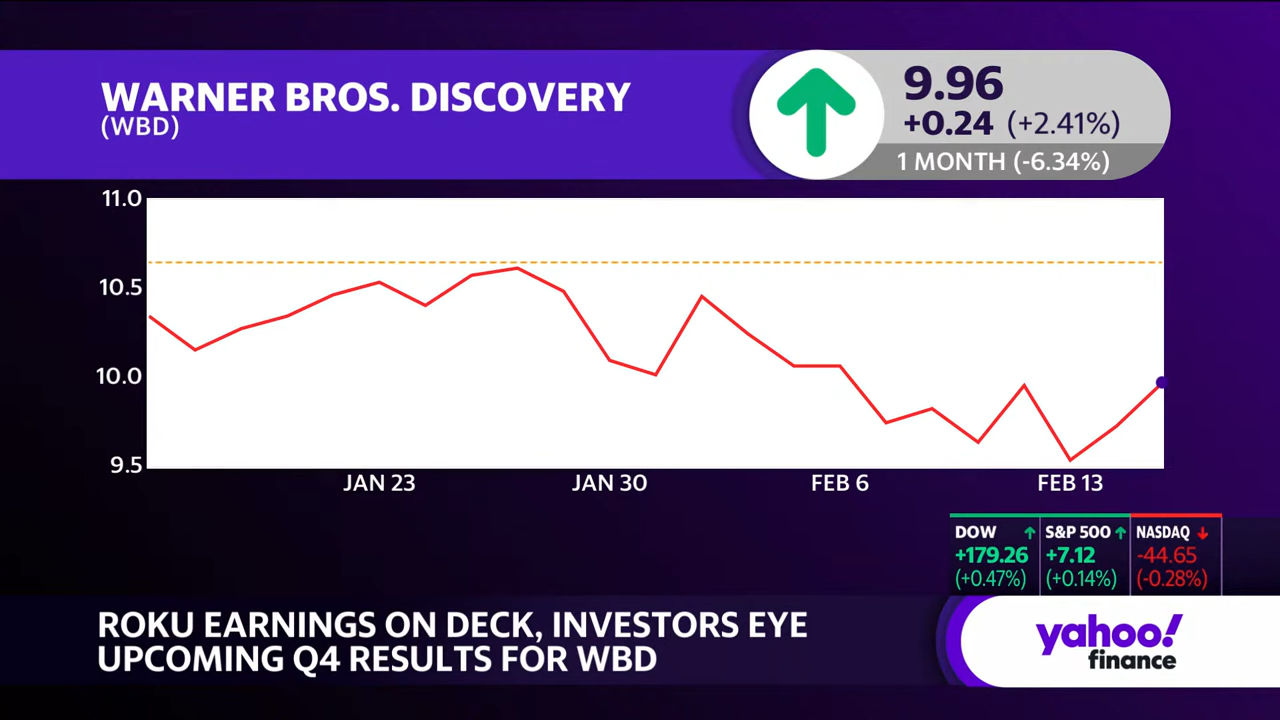 WARNER BROS. DISCOVERY
(WBD)
9.96
+0.24 (+2.41%)
1 MONTH (-6.34%)
11.0
10.5
10.0
9.5
JAN 23 JAN 30 FEB 6 FEB 13
DOW S&P 500 NASDAQ
+179.26 +7.12 -44.65
(+0.47%) (+0.14%) (-0.28%)
ROKU EARNINGS ON DECK, INVESTORS EYE
UPCOMING Q4 RESULTS FOR WBD
yahoo!
finance